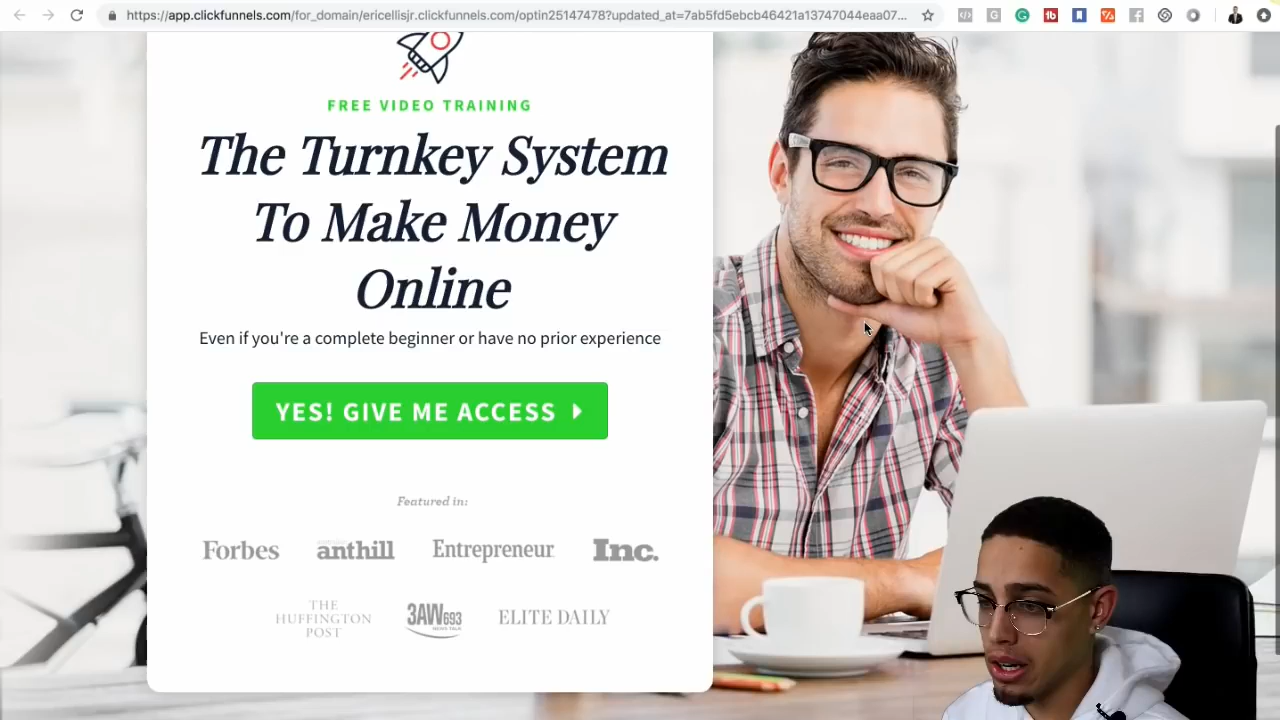 https://app.clickfunnels.com/for_domain/ericellisjr.clickfunnels.com/optin25147478?updated_at=7ab5fd5ebcb46421a13747044eaa07...
FREE VIDEO TRAINING
The Turnkey System
To Make Money
Online
Even if you're a complete beginner or have no prior experience
YES! GIVE ME ACCESS
Featured in:
Forbes anthill Entrepreneur Inc.
THE
HUFFINGTON
POST
3AW693
NEWS TALK
ELITE DAILY